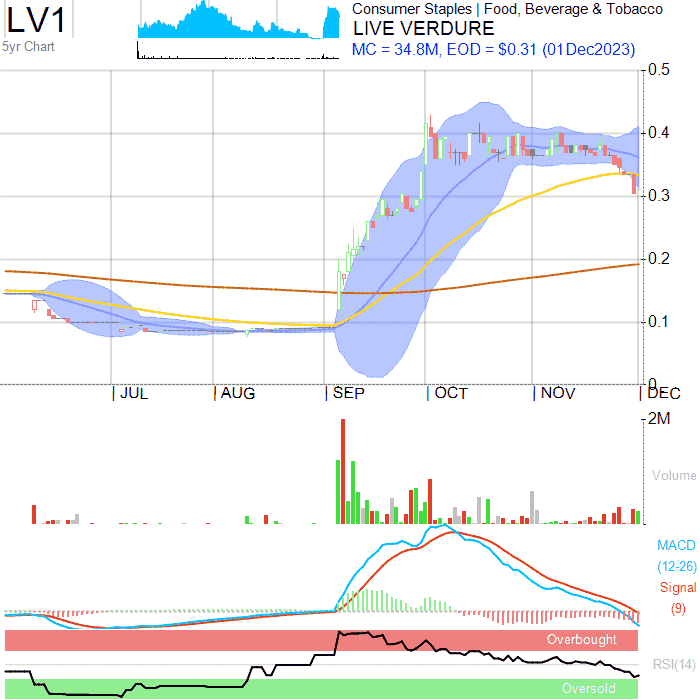 LV1
5yr Chart
Consumer Staples | Food, Beverage & Tobacco
LIVE VERDURE
MC = 34.8M, EOD = $0.31 (01Dec2023)
0.5
0.4
0.3
0.2
0.1
0
JUL
AUG
SEP
OCT
NOV
DEC
2M
Volume
MACD
(12-26)
Signal
(9)
Overbought
RSI(14)
Oversold